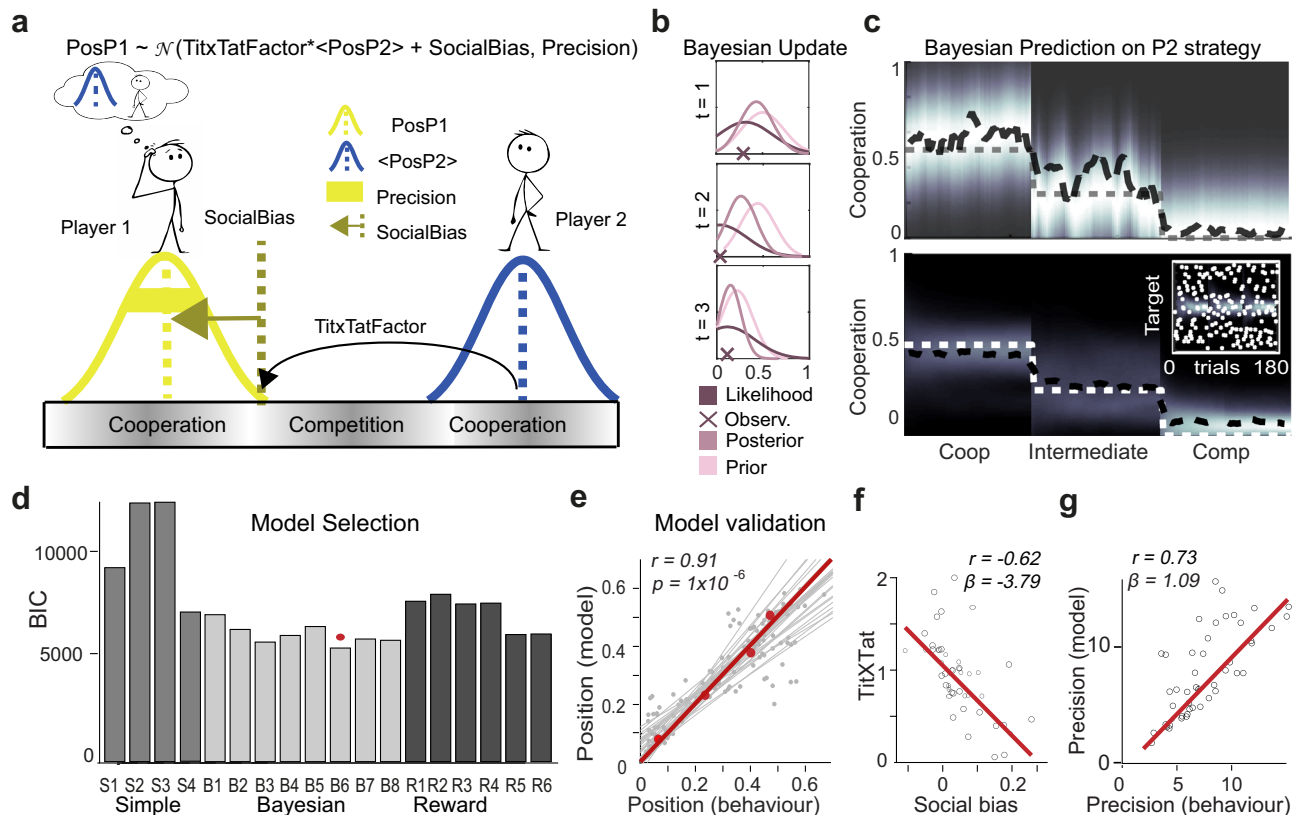 a
PosP1 ~ 𝒩(TitxTatFactor*<PosP2> + SocialBias, Precision)
PosP1
<PosP2>
Precision
SocialBias
Player 1
SocialBias
Player 2
TitxTatFactor
Cooperation
Competition
Cooperation
b
Bayesian Update
t = 1
t = 2
t = 3
0 0.5 1
Likelihood
Observ.
Posterior
Prior
c
Bayesian Prediction on P2 strategy
Cooperation
1
0.5
0
Cooperation
1
0.5
0
Target
0 trials 180
Coop Intermediate Comp
d
Model Selection
BIC
10000
5000
0
S1 S2 S3 S4 B1 B2 B3 B4 B5 B6 B7 B8 R1 R2 R3 R4 R5 R6
Simple Bayesian Reward
e
Model validation
r = 0.91
p = 1x10 -6
Position (model)
0.6
0.4
0.2
0
0 0.2 0.4 0.6
Position (behaviour)
f
r = -0.62
β = -3.79
TitXTat
2
1
0
0 0.2
Social bias
g
r = 0.73
β = 1.09
Precision (model)
10
0
0 5 10
Precision (behaviour)